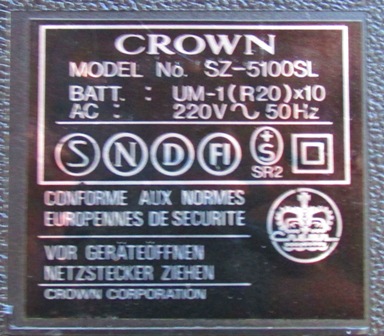 CROWN
MODEL No. SZ-5100SL
BATT. : UM-1(R20)×10
AC : 220V∿ 50Hz
S N D FI +S SR2
CONFORME AUX NORMES
EUROPENNES DE SECURITE
VOR GERÄTEÖFFNEN
NETZSTECKER ZIEHEN
CROWN CORPORATION